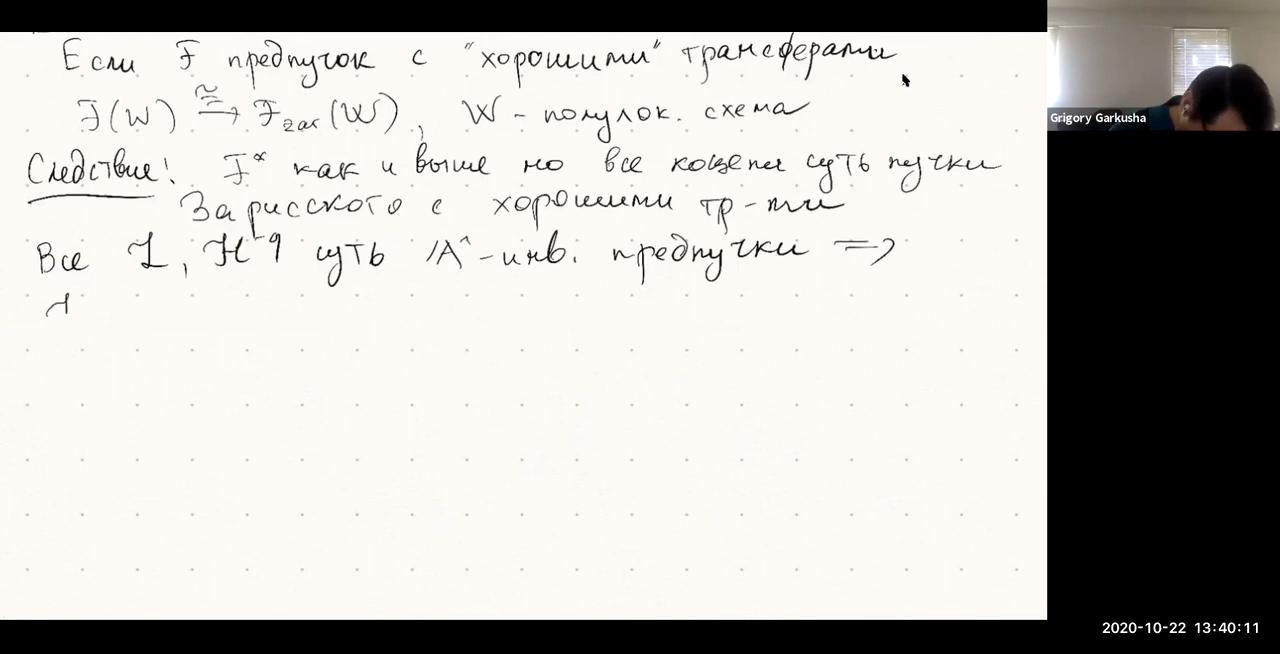 Если F предпучок с "хорошими" трансферами
F(W) ≅→ F_zar(W), W - полулок. схема
Следствие! F* как и выше но все коцепи суть пучки
Зарисского с хорошими тр-ми
Все Z, H^q суть A^1-инв. предпучки =>
Grigory Garkusha
2020-10-22 13:40:11